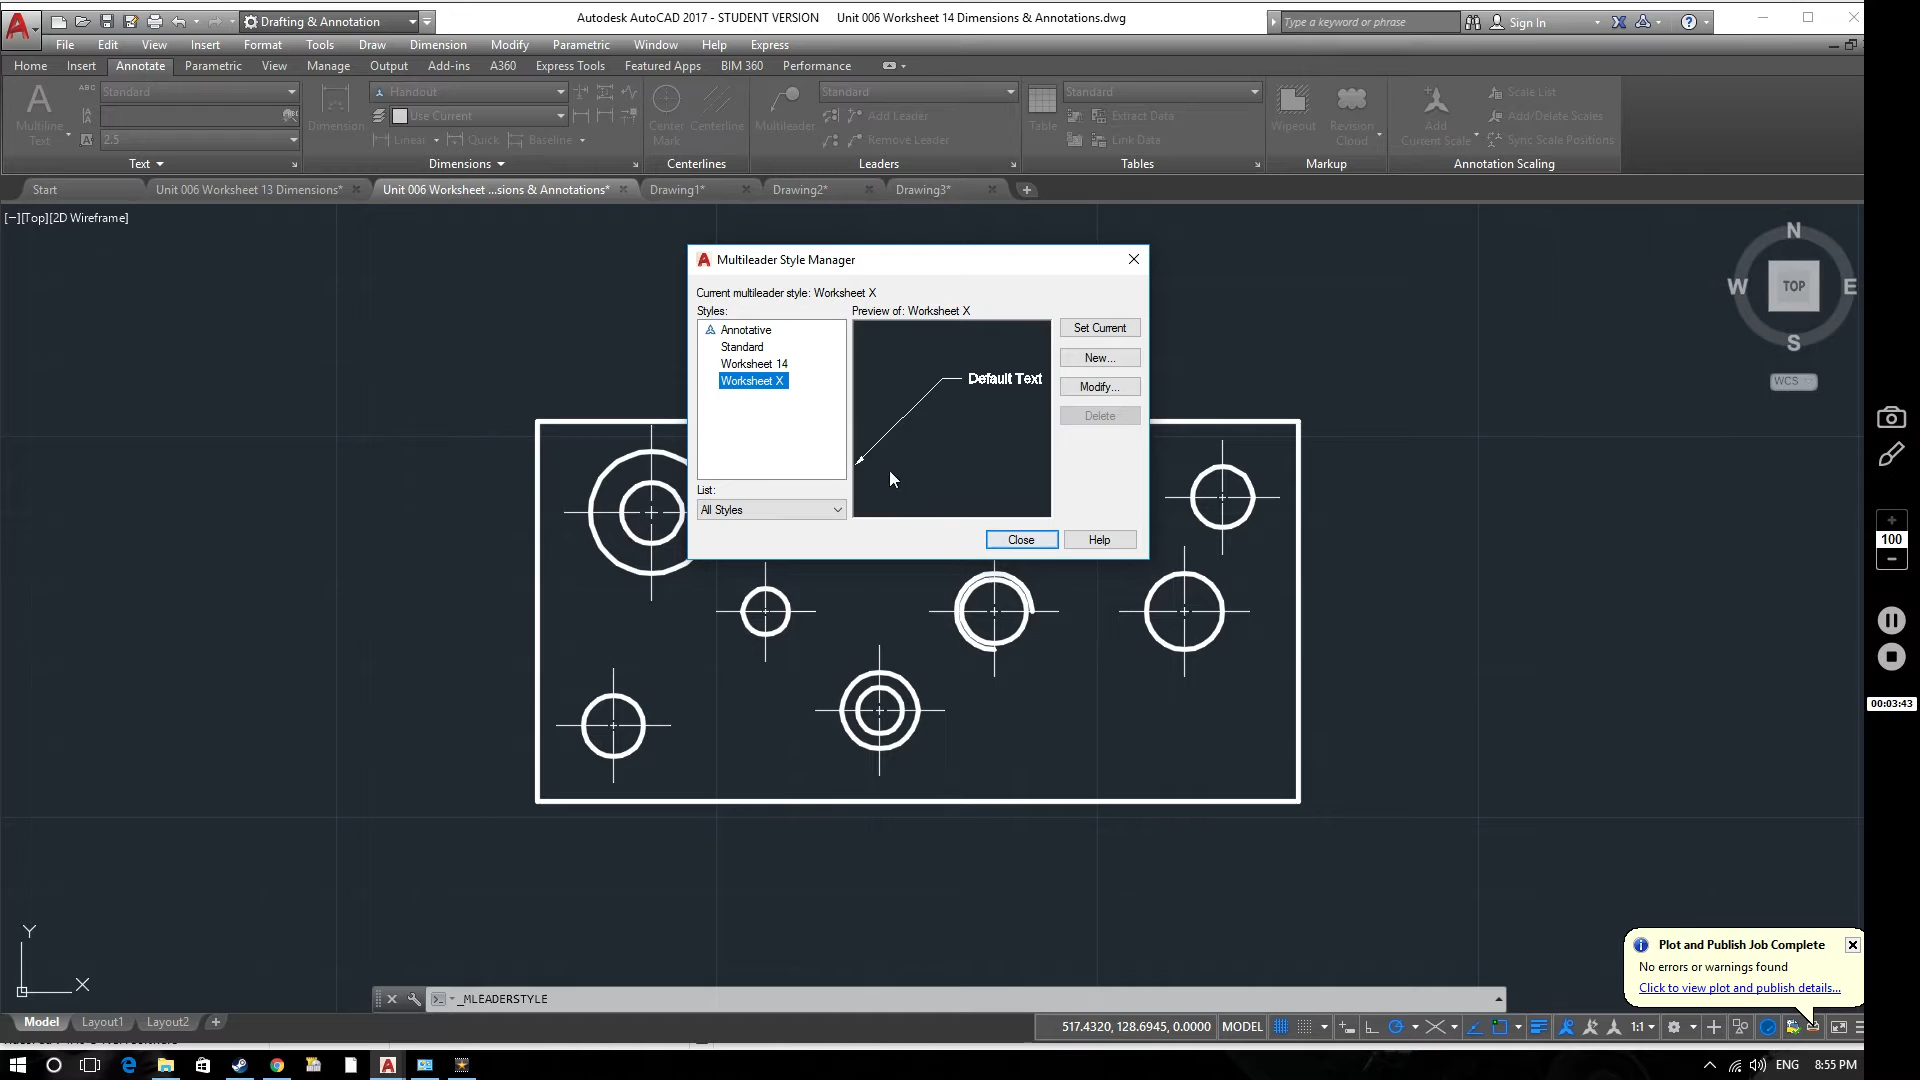 Drafting & Annotation
Autodesk AutoCAD 2017 - STUDENT VERSION Unit 006 Worksheet 14 Dimensions & Annotations.dwg
Type a keyword or phrase
Sign In
File Edit View Insert Format Tools Draw Dimension Modify Parametric Window Help Express
Home Insert Annotate Parametric View Manage Output Add-ins A360 Express Tools Featured Apps BIM 360 Performance
ABC Standard Handout Standard Standard Scale List
Use Current Add Leader Extract Data Add/Delete Scales
Multiline Text Dimension Center Mark Centerline Multileader Table Wipeout Revision Cloud Add Current Scale
2.5 Linear Quick Baseline Remove Leader Link Data Sync Scale Positions
Text Dimensions Centerlines Leaders Tables Markup Annotation Scaling
Start Unit 006 Worksheet 13 Dimensions* Unit 006 Worksheet ...sions & Annotations* Drawing1* Drawing2* Drawing3*
[−][Top][2D Wireframe]
N
W TOP E
S
WCS
Multileader Style Manager
Current multileader style: Worksheet X
Styles: Preview of: Worksheet X
Annotative
Standard
Worksheet 14
Worksheet X
Default Text
Set Current
New...
Modify...
Delete
List:
All Styles
Close Help
100
00:03:43
Y
X
Plot and Publish Job Complete
No errors or warnings found
Click to view plot and publish details...
_MLEADERSTYLE
Model Layout1 Layout2
517.4320, 128.6945, 0.0000 MODEL 1:1
ENG 8:55 PM